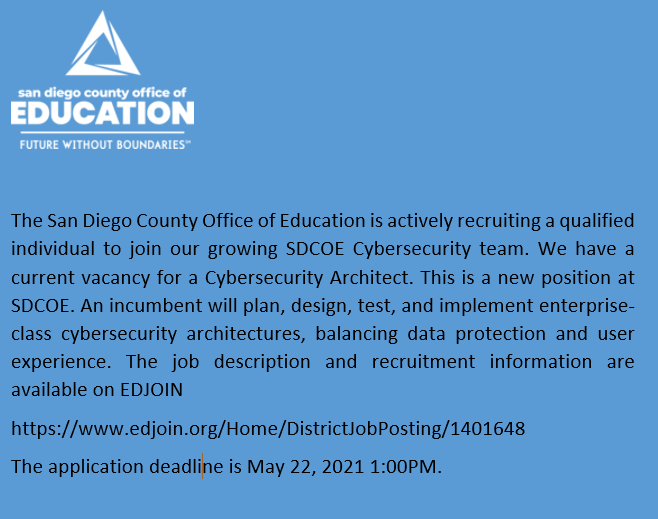 san diego county office of
EDUCATION
FUTURE WITHOUT BOUNDARIES™
The San Diego County Office of Education is actively recruiting a qualified
individual to join our growing SDCOE Cybersecurity team. We have a
current vacancy for a Cybersecurity Architect. This is a new position at
SDCOE. An incumbent will plan, design, test, and implement enterprise-
class cybersecurity architectures, balancing data protection and user
experience. The job description and recruitment information are
available on EDJOIN
https://www.edjoin.org/Home/DistrictJobPosting/1401648
The application deadline is May 22, 2021 1:00PM.